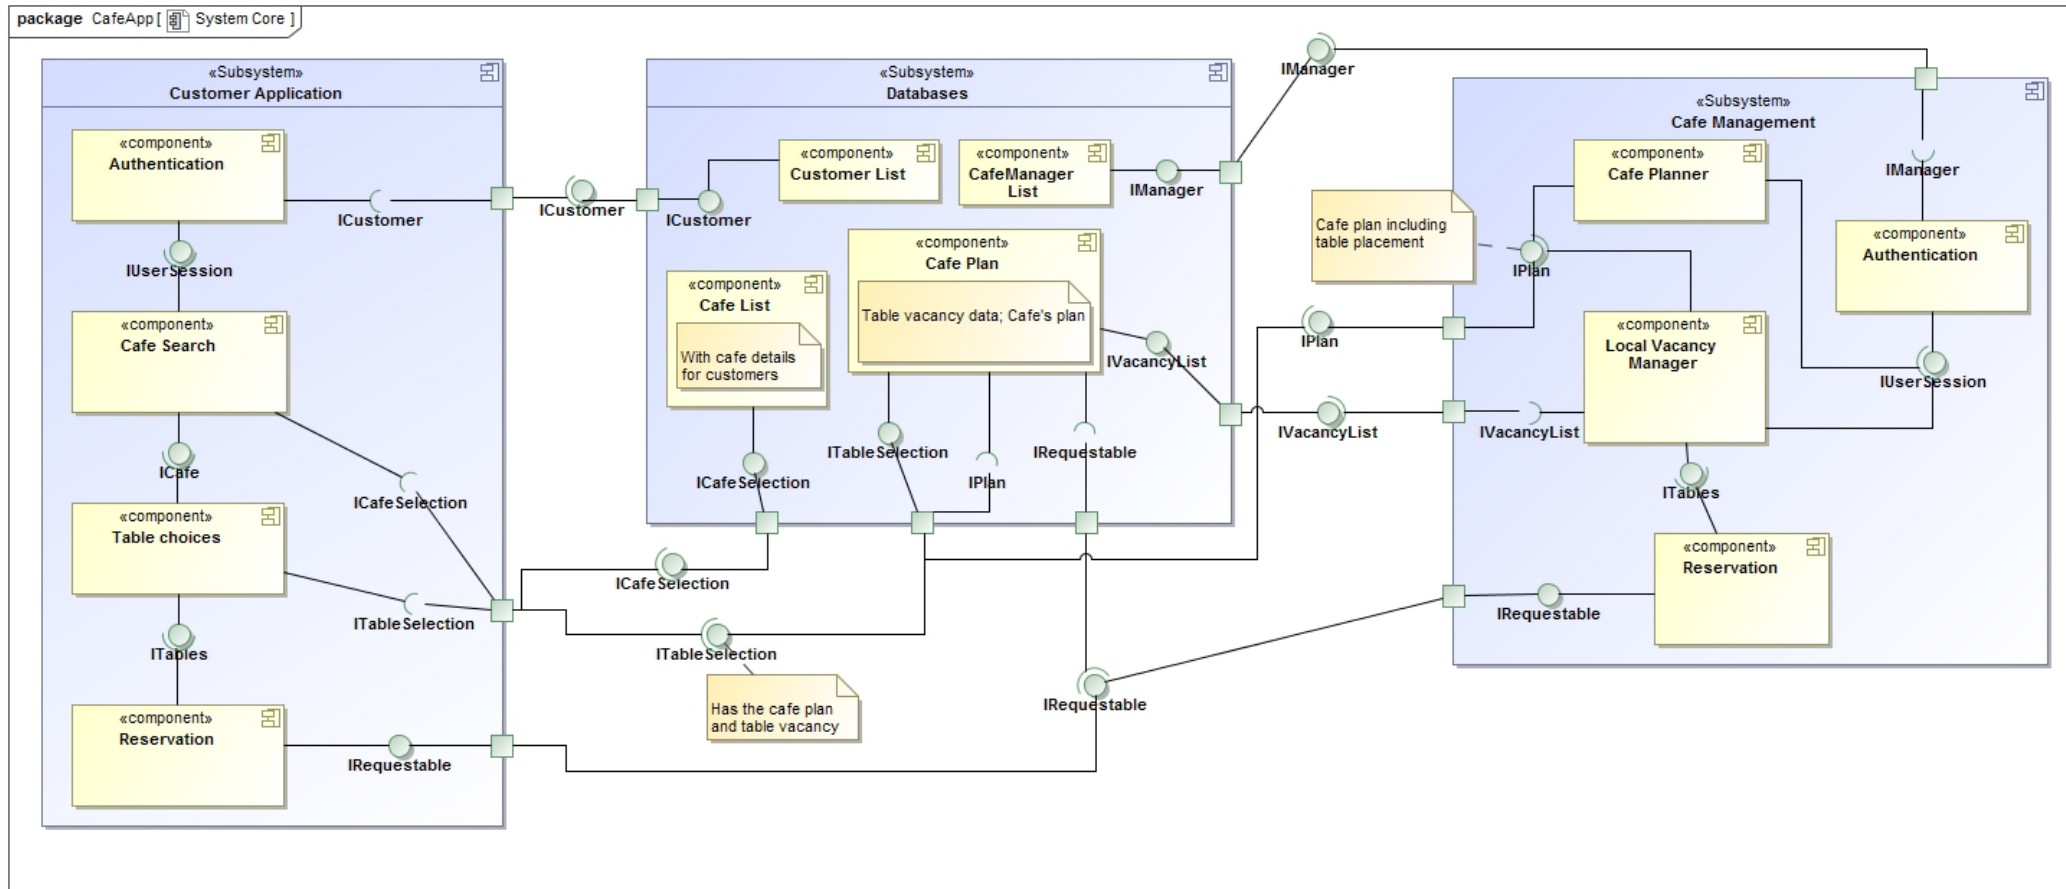 package CafeApp [ System Core ]
«Subsystem»
Customer Application
«component»
Authentication
ICustomer
IUserSession
«component»
Cafe Search
ICafe
ICafeSelection
«component»
Table choices
ITableSelection
ITables
«component»
Reservation
IRequestable
ICustomer
«Subsystem»
Databases
ICustomer
«component»
Customer List
«component»
CafeManager
List
IManager
«component»
Cafe List
With cafe details
for customers
«component»
Cafe Plan
Table vacancy data; Cafe's plan
IVacancyList
ICafeSelection
ITableSelection
IPlan
IRequestable
ICafeSelection
ITableSelection
Has the cafe plan
and table vacancy
IRequestable
IManager
IPlan
IVacancyList
Cafe plan including
table placement
«Subsystem»
Cafe Management
«component»
Cafe Planner
IManager
IPlan
«component»
Authentication
«component»
Local Vacancy
Manager
IUserSession
IVacancyList
ITables
«component»
Reservation
IRequestable